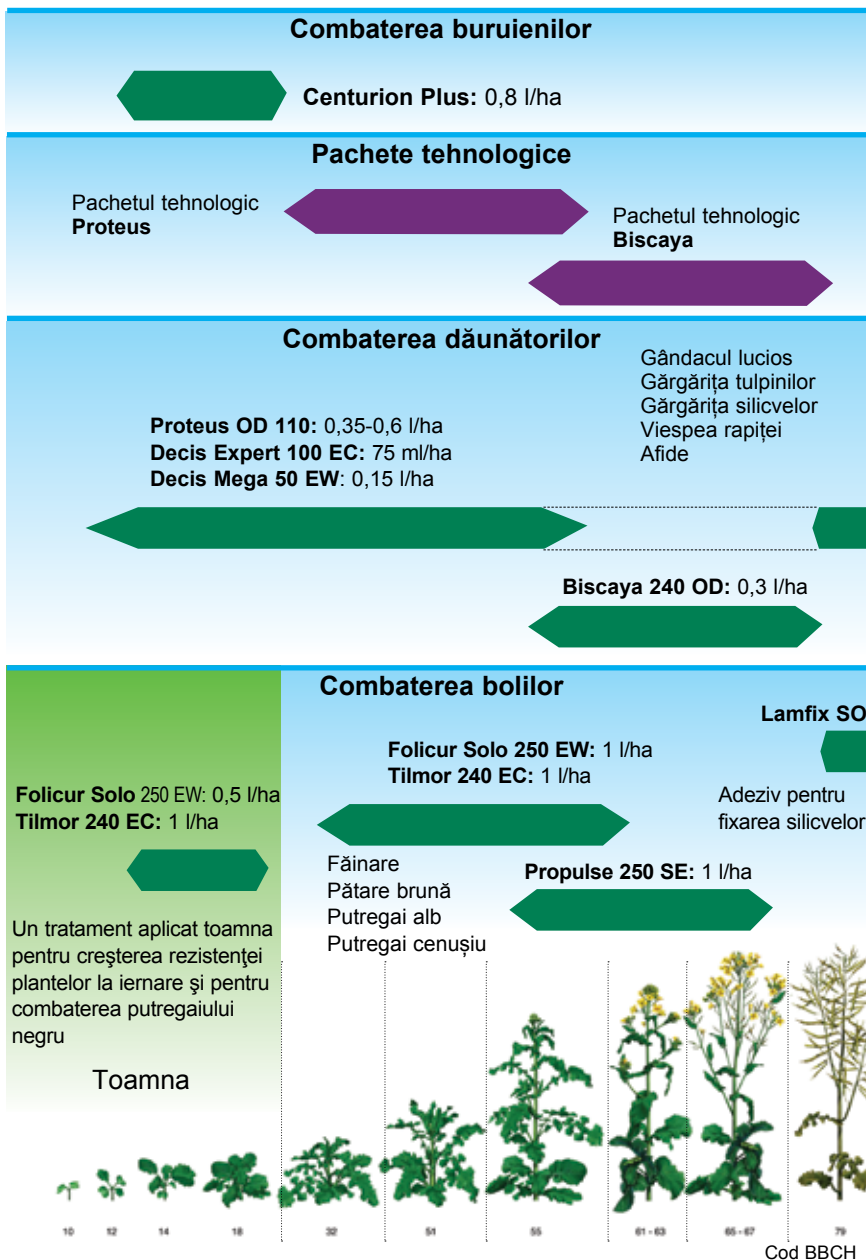 Combaterea buruienilor
Centurion Plus: 0,8 l/ha
Pachete tehnologice
Pachetul tehnologic
Proteus
Pachetul tehnologic
Biscaya
Combaterea dăunătorilor
Gândacul lucios
Gărgărița tulpinilor
Gărgărița silicvelor
Viespea rapiței
Afide
Proteus OD 110: 0,35-0,6 l/ha
Decis Expert 100 EC: 75 ml/ha
Decis Mega 50 EW: 0,15 l/ha
Biscaya 240 OD: 0,3 l/ha
Combaterea bolilor
Lamfix SO
Folicur Solo 250 EW: 1 l/ha
Tilmor 240 EC: 1 l/ha
Adeziv pentru
fixarea silicvelor
Folicur Solo 250 EW: 0,5 l/ha
Tilmor 240 EC: 1 l/ha
Făinare
Pătare brună
Putregai alb
Putregai cenușiu
Propulse 250 SE: 1 l/ha
Un tratament aplicat toamna
pentru creşterea rezistenţei
plantelor la iernare şi pentru
combaterea putregaiului
negru
Toamna
10 12 14 18 32 51 55 61 - 63 65 - 67 79
Cod BBCH